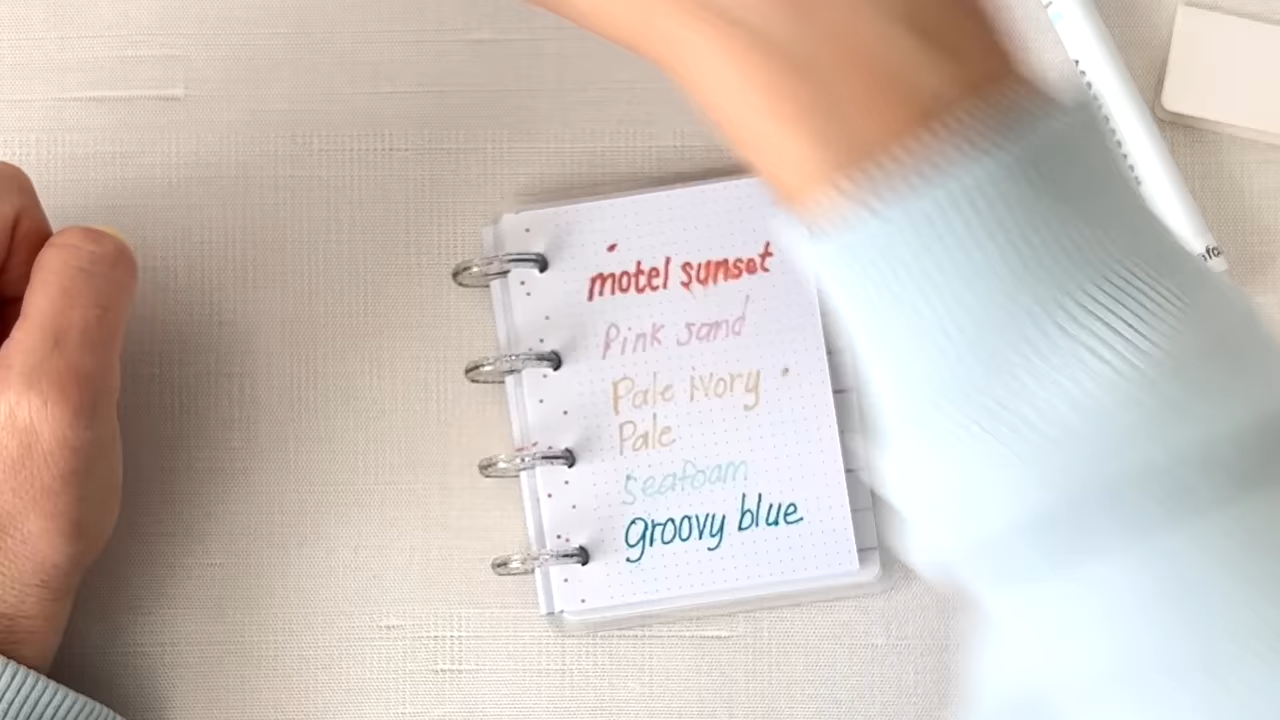 motel sunset
Pink sand
Pale ivory
Pale
seafoam
groovy blue